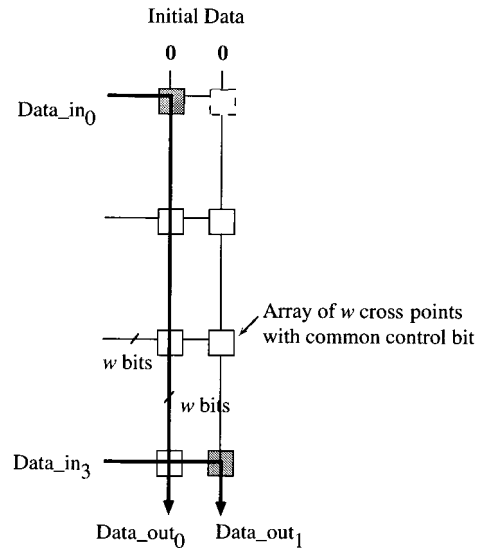 Initial Data
0 0
Data_in0
Array of w cross points
with common control bit
w bits
w bits
Data_in3
Data_out0 Data_out1